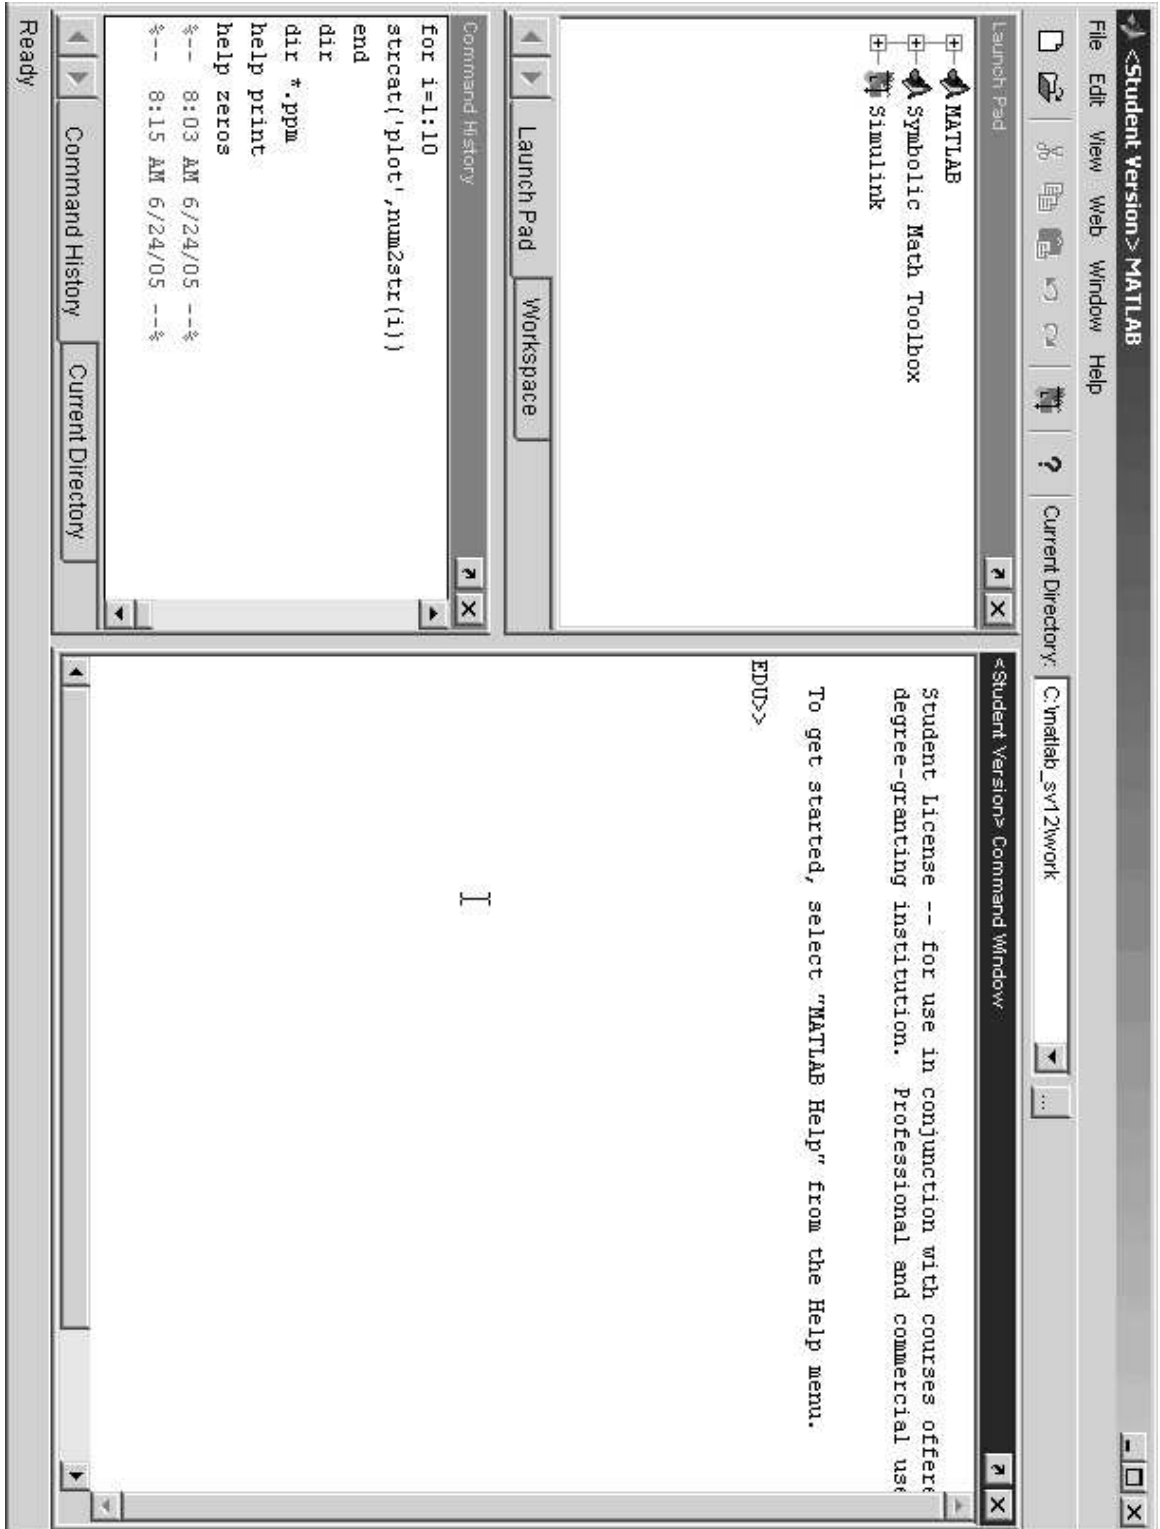 <Student Version> MATLAB
File Edit View Web Window Help
? Current Directory: C:\matlab_sv12\work ...
Launch Pad
MATLAB
Symbolic Math Toolbox
Simulink
Launch Pad Workspace
Command History
for i=1:10
strcat('plot',num2str(i))
end
dir
dir *.ppm
help print
help zeros
%-- 8:03 AM 6/24/05 --%
%-- 8:15 AM 6/24/05 --%
Command History Current Directory
<Student Version> Command Window
Student License -- for use in conjunction with courses offere
degree-granting institution. Professional and commercial use
To get started, select "MATLAB Help" from the Help menu.
EDU>>
Ready